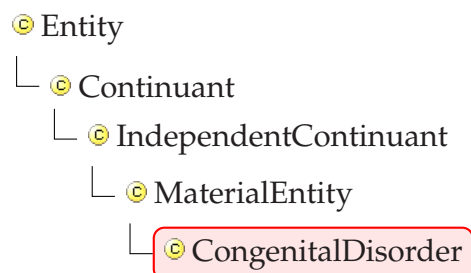 Entity
Continuant
IndependentContinuant
MaterialEntity
CongenitalDisorder